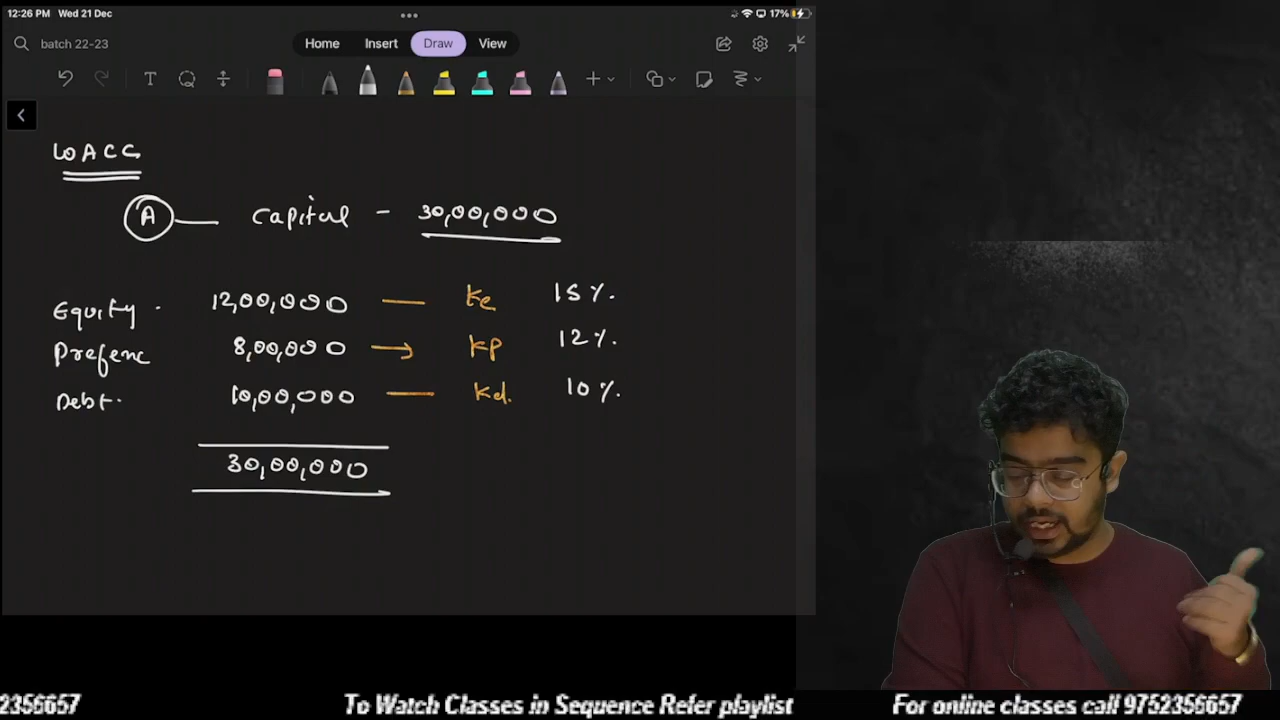 12:26 PM Wed 21 Dec
17%
batch 22-23
Home Insert Draw View
WACC
A — Capital - 30,00,000
Equity - 12,00,000 — Ke 15%.
Prefenc 8,00,000 → Kp 12%.
Debt. 10,00,000 — Kd. 10%.
30,00,000
2356657 To Watch Classes in Sequence Refer playlist For online classes call 9752356657